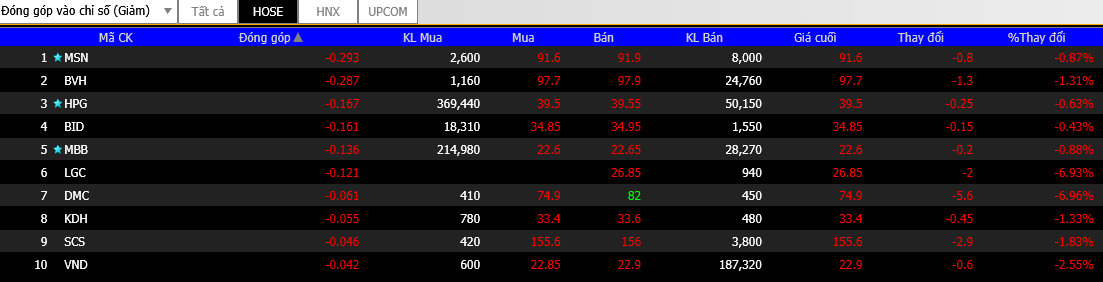 Đóng góp vào chỉ số (Giảm) Tất cả HOSE HNX UPCOM
Mã CK Đóng góp KL Mua Mua Bán KL Bán Giá cuối Thay đổi %Thay đổi
1 MSN -0.293 2,600 91.6 91.9 8,000 91.6 -0.8 -0.87%
2 BVH -0.287 1,160 97.7 97.9 24,760 97.7 -1.3 -1.31%
3 HPG -0.167 369,440 39.5 39.55 50,150 39.5 -0.25 -0.63%
4 BID -0.161 18,310 34.85 34.95 1,550 34.85 -0.15 -0.43%
5 MBB -0.136 214,980 22.6 22.65 28,270 22.6 -0.2 -0.88%
6 LGC -0.121 26.85 940 26.85 -2 -6.93%
7 DMC -0.061 410 74.9 82 450 74.9 -5.6 -6.96%
8 KDH -0.055 780 33.4 33.6 480 33.4 -0.45 -1.33%
9 SCS -0.046 420 155.6 156 3,800 155.6 -2.9 -1.83%
10 VND -0.042 600 22.85 22.9 187,320 22.9 -0.6 -2.55%